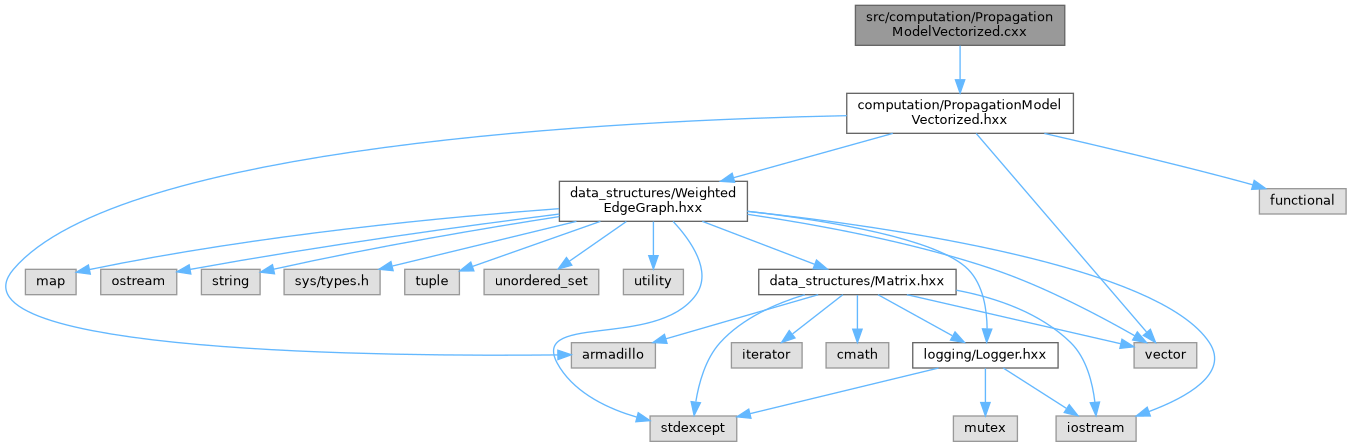 src/computation/Propagation
ModelVectorized.cxx
computation/PropagationModel
Vectorized.hxx
data_structures/Weighted
EdgeGraph.hxx
functional
map
ostream
string
sys/types.h
tuple
unordered_set
utility
data_structures/Matrix.hxx
armadillo
iterator
cmath
logging/Logger.hxx
vector
stdexcept
mutex
iostream